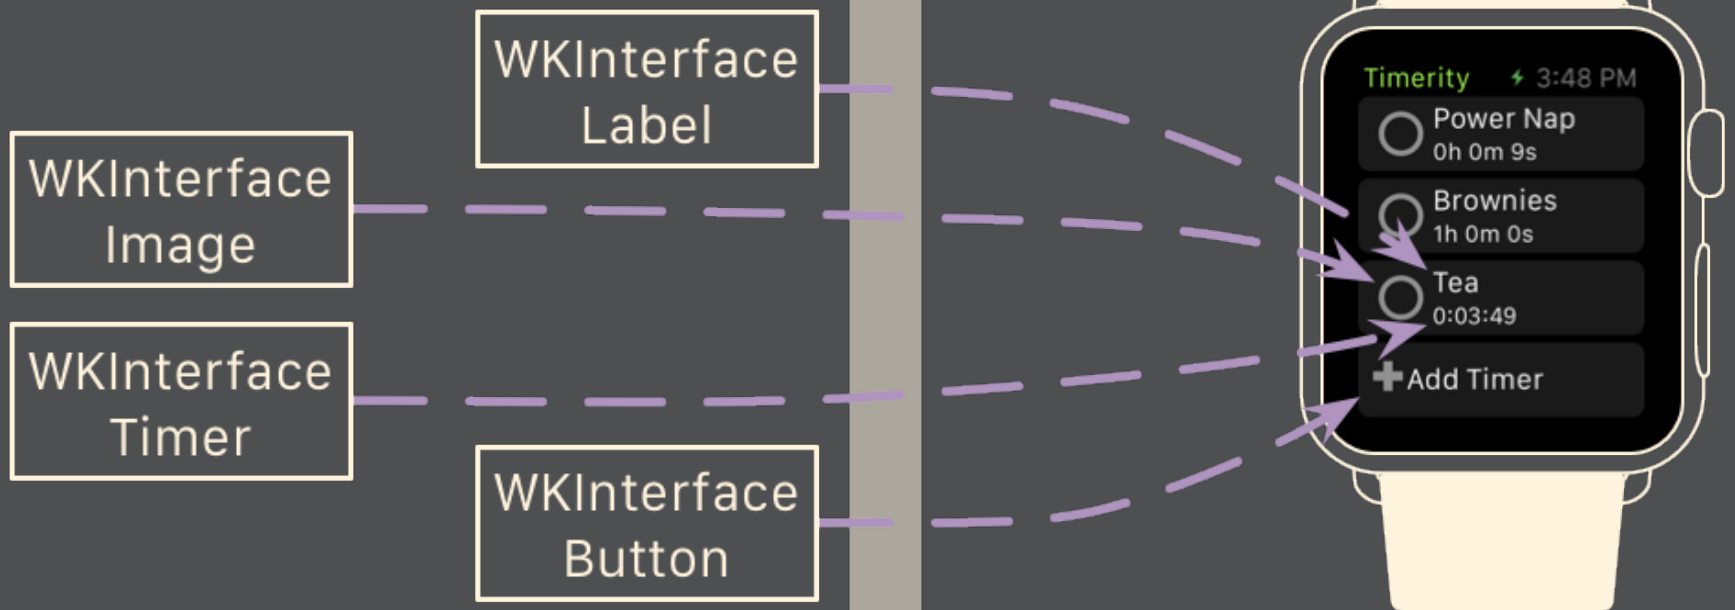 WKInterface
Label
WKInterface
Image
WKInterface
Timer
WKInterface
Button
Timerity 3:48 PM
Power Nap
0h 0m 9s
Brownies
1h 0m 0s
Tea
0:03:49
Add Timer